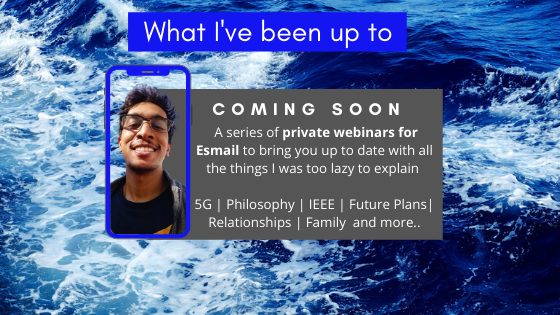 What I've been up to
COMING SOON
A series of private webinars for
Esmail to bring you up to date with all
the things I was too lazy to explain
5G | Philosophy | IEEE | Future Plans|
Relationships | Family and more..